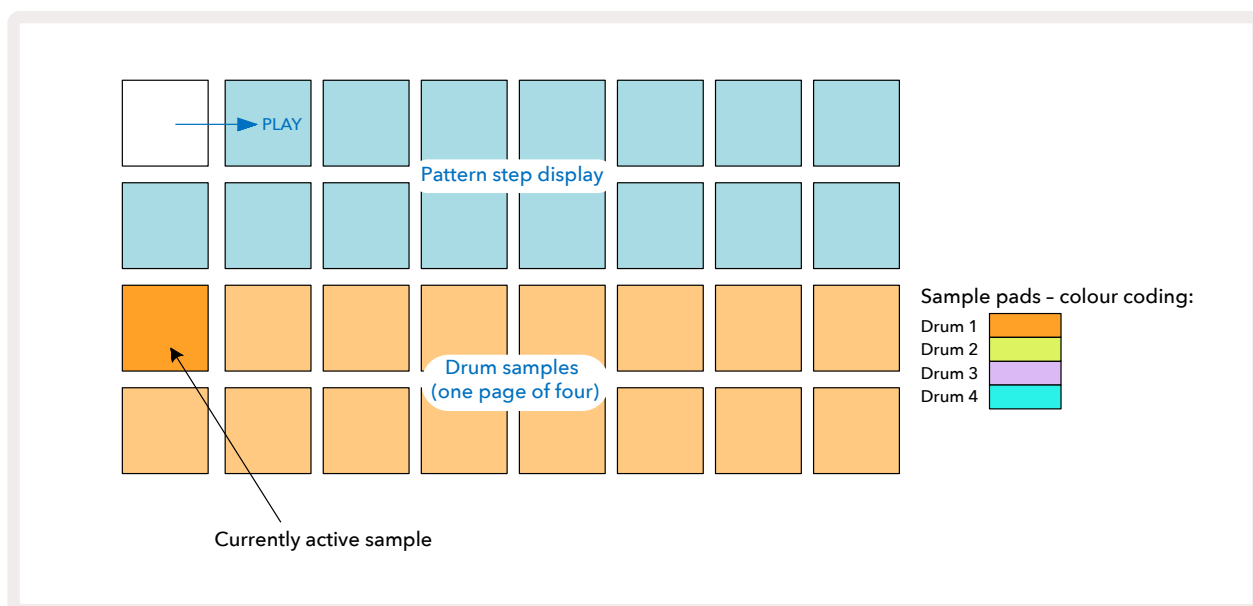 PLAY
Pattern step display
Sample pads – colour coding:
Drum 1
Drum 2
Drum 3
Drum 4
Drum samples
(one page of four)
Currently active sample